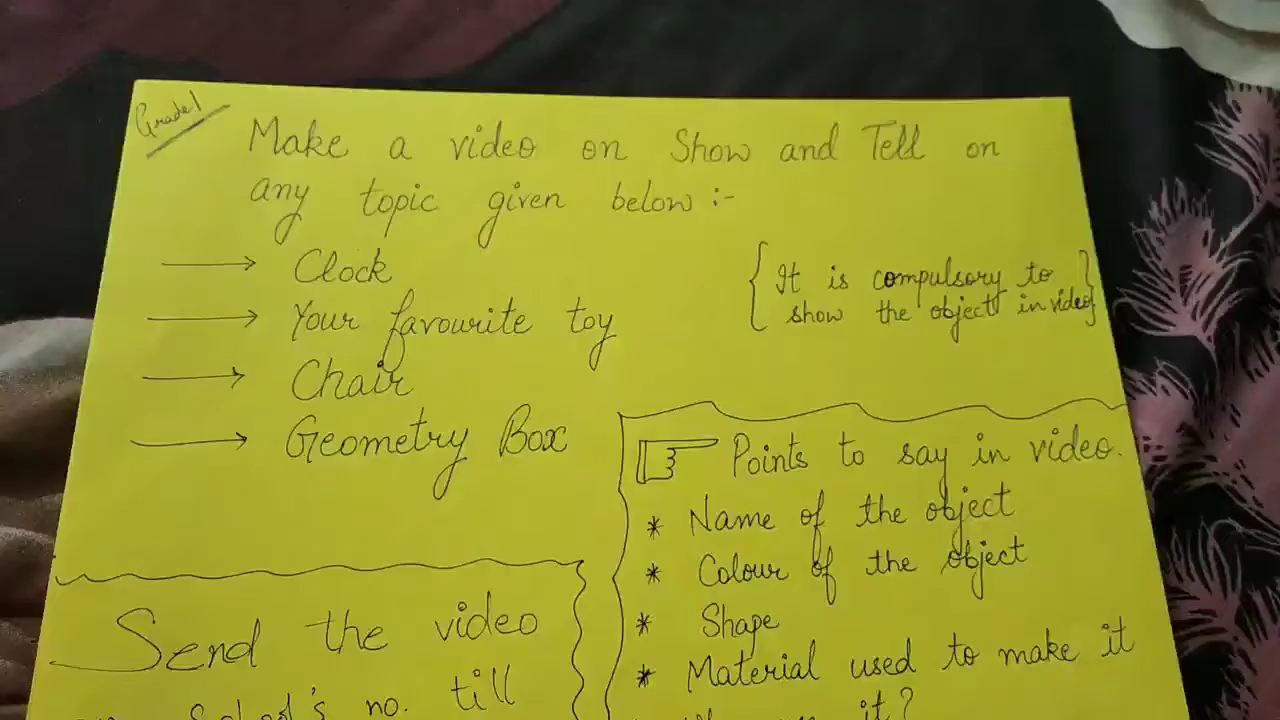 Grade 1
Make a video on Show and Tell on
any topic given below :-
Clock
Your favourite toy
Chair
Geometry Box
{ It is compulsory to
show the object in video }
Points to say in video.
* Name of the object
* Colour of the object
* Shape
* Material used to make it
it?
Send the video
School's no. till